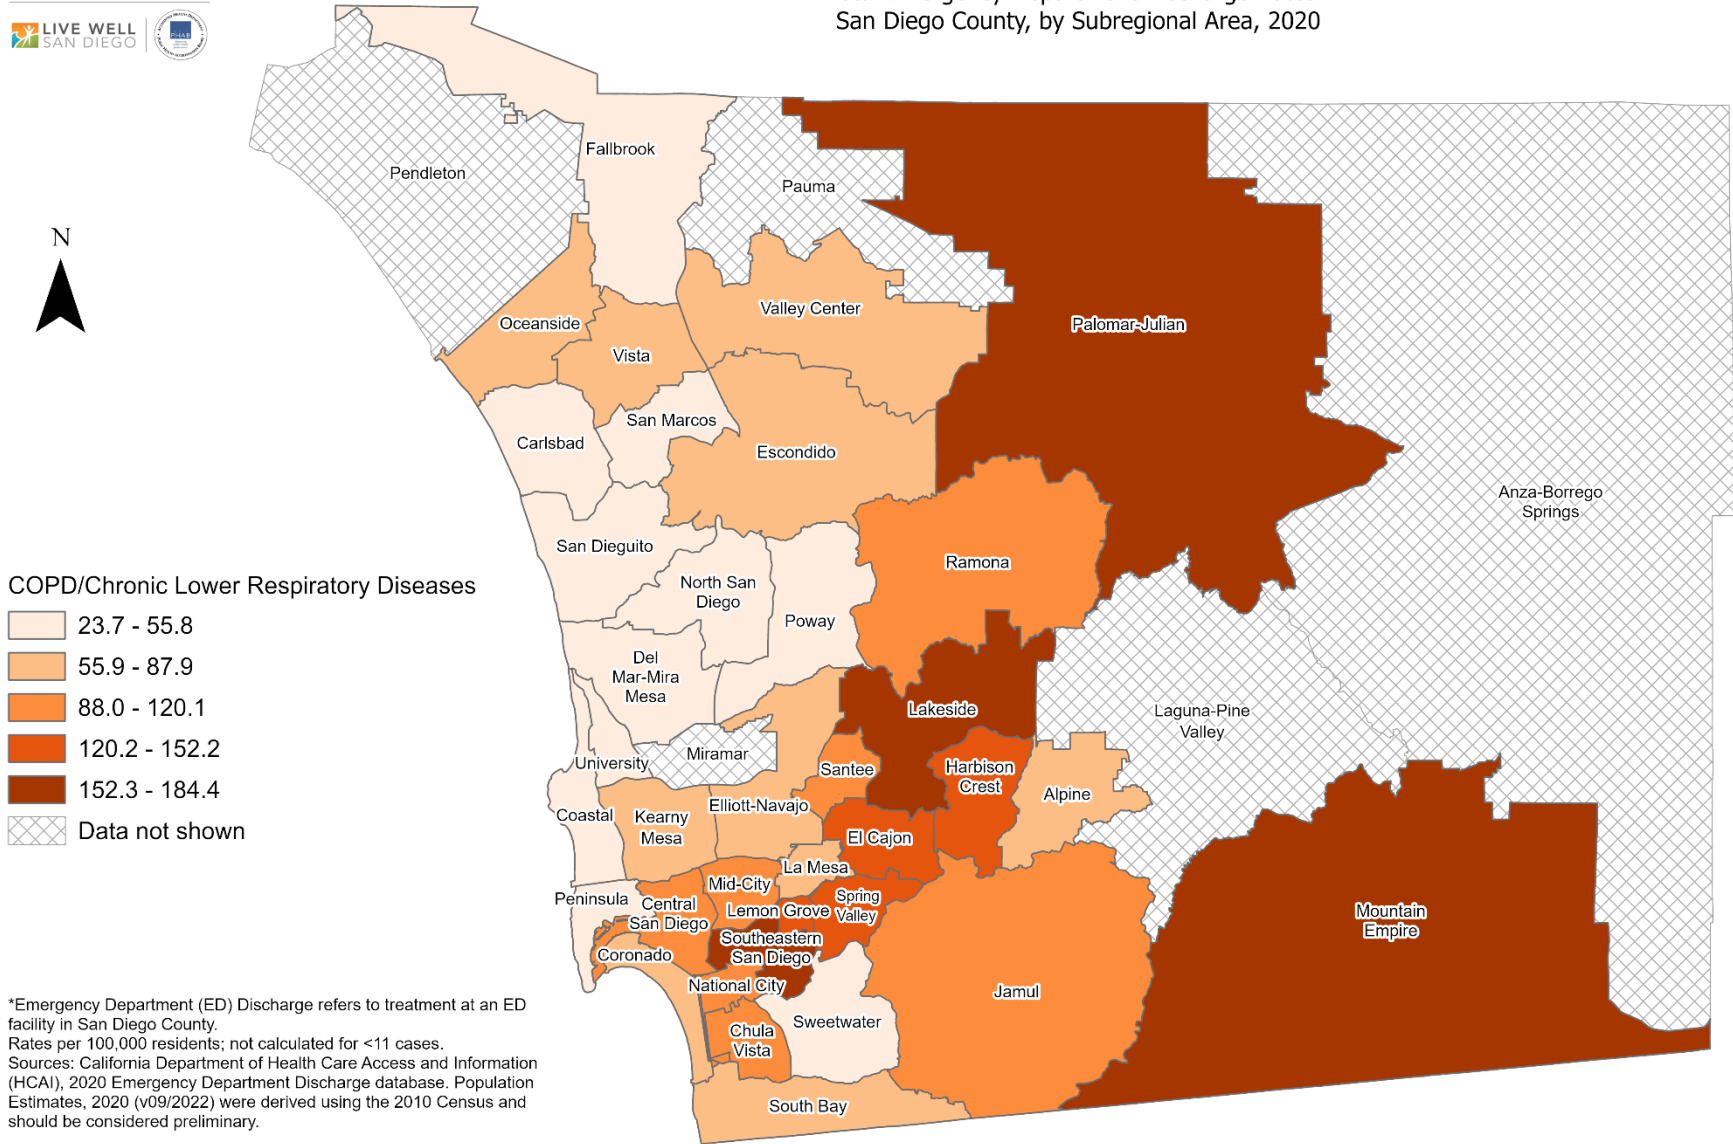 San Diego County, by Subregional Area, 2020
LIVE WELL
SAN DIEGO
PHAB
N
Fallbrook
Pendleton
Pauma
Valley Center
Oceanside
Palomar-Julian
Vista
San Marcos
Carlsbad
Escondido
Anza-Borrego
Springs
San Dieguito
Ramona
North San
Diego
Poway
Del
Mar-Mira
Mesa
Lakeside
Laguna-Pine
Valley
Miramar
University
Santee
Harbison
Crest
Alpine
Elliott-Navajo
Coastal
Kearny
Mesa
El Cajon
La Mesa
Mid-City
Peninsula
Central
San Diego
Spring
Valley
Lemon Grove
Mountain
Empire
Southeastern
San Diego
Coronado
National City
Jamul
Sweetwater
Chula
Vista
South Bay
COPD/Chronic Lower Respiratory Diseases
23.7 - 55.8
55.9 - 87.9
88.0 - 120.1
120.2 - 152.2
152.3 - 184.4
Data not shown
*Emergency Department (ED) Discharge refers to treatment at an ED
facility in San Diego County.
Rates per 100,000 residents; not calculated for <11 cases.
Sources: California Department of Health Care Access and Information
(HCAI), 2020 Emergency Department Discharge database. Population
Estimates, 2020 (v09/2022) were derived using the 2010 Census and
should be considered preliminary.